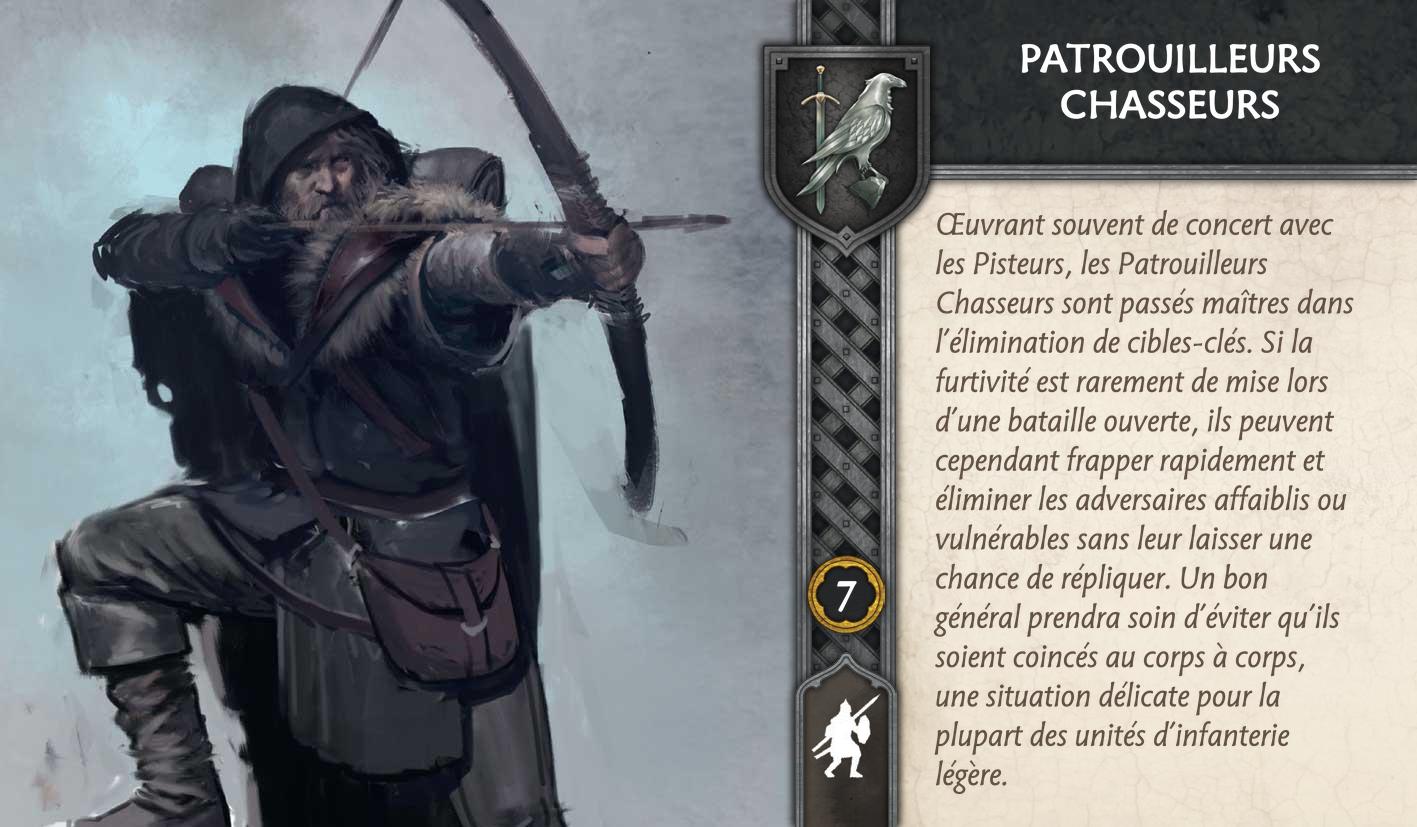 PATROUILLEURS
CHASSEURS
Œuvrant souvent de concert avec
les Pisteurs, les Patrouilleurs
Chasseurs sont passés maîtres dans
l’élimination de cibles-clés. Si la
furtivité est rarement de mise lors
d’une bataille ouverte, ils peuvent
cependant frapper rapidement et
éliminer les adversaires affaiblis ou
vulnérables sans leur laisser une
chance de répliquer. Un bon
général prendra soin d’éviter qu’ils
soient coincés au corps à corps,
une situation délicate pour la
plupart des unités d’infanterie
légère.
7